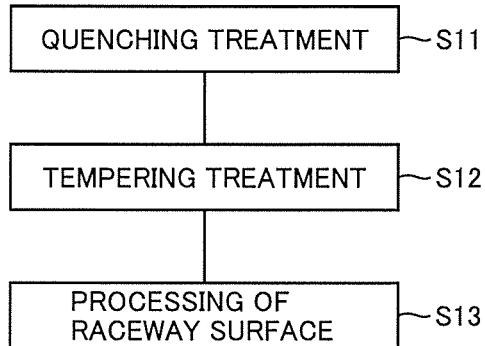 QUENCHING TREATMENT S11
TEMPERING TREATMENT S12
PROCESSING OF
RACEWAY SURFACE S13